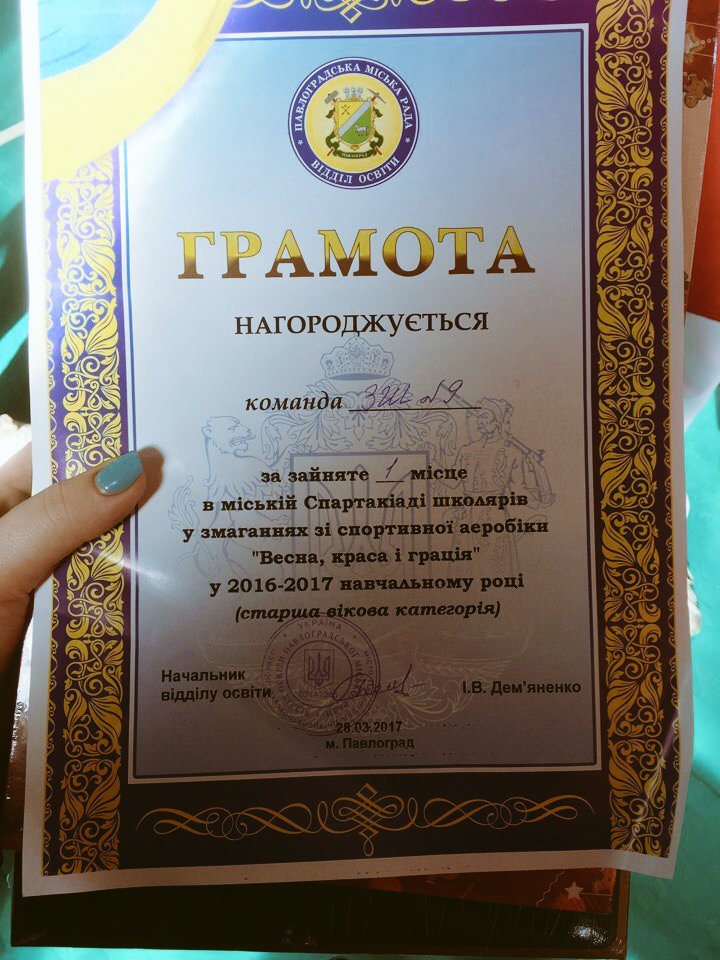 ПАВЛОГРАДСЬКА МІСЬКА РАДА
ВІДДІЛ ОСВІТИ
ПАВЛОГРАД
ГРАМОТА
НАГОРОДЖУЄТЬСЯ
команда ЗШ №9
за зайняте 1 місце
в міській Спартакіаді школярів
у змаганнях зі спортивної аеробіки
"Весна, краса і грація"
у 2016-2017 навчальному році
(старша вікова категорія)
УКРАЇНА
Начальник
відділу освіти
І.В. Дем'яненко
28.03.2017
м. Павлоград